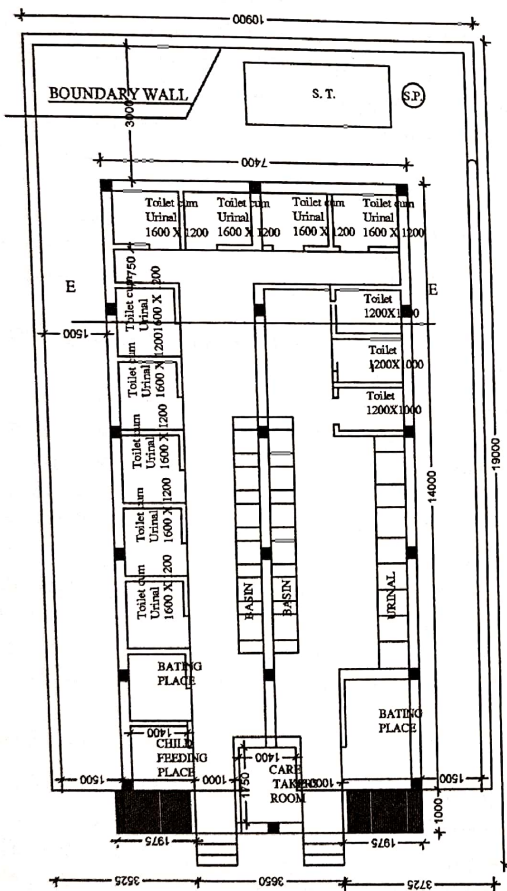 10900
BOUNDARY WALL
3000
S. T.
S.P.
7400
Toilet cum
Urinal
1600 X 1200
Toilet cum
Urinal
1600 X 1200
Toilet cum
Urinal
1600 X 1200
Toilet cum
Urinal
1600 X 1200
750
E
E
1500
Toilet cum
Urinal
1600 X 1200
Toilet cum
Urinal
1600 X 1200
Toilet cum
Urinal
1600 X 1200
Toilet cum
Urinal
1600 X 1200
Toilet cum
Urinal
1600 X 1200
Toilet
1200X1000
Toilet
1200X1000
Toilet
1200X1000
19000
14000
BASIN
BASIN
URINAL
BATING
PLACE
1400
CHILD
FEEDING
PLACE
BATING
PLACE
1400
CARE
TAKERS
ROOM
1750
1500
1000
1000
1500
1000
1975
1975
3525
3650
3725